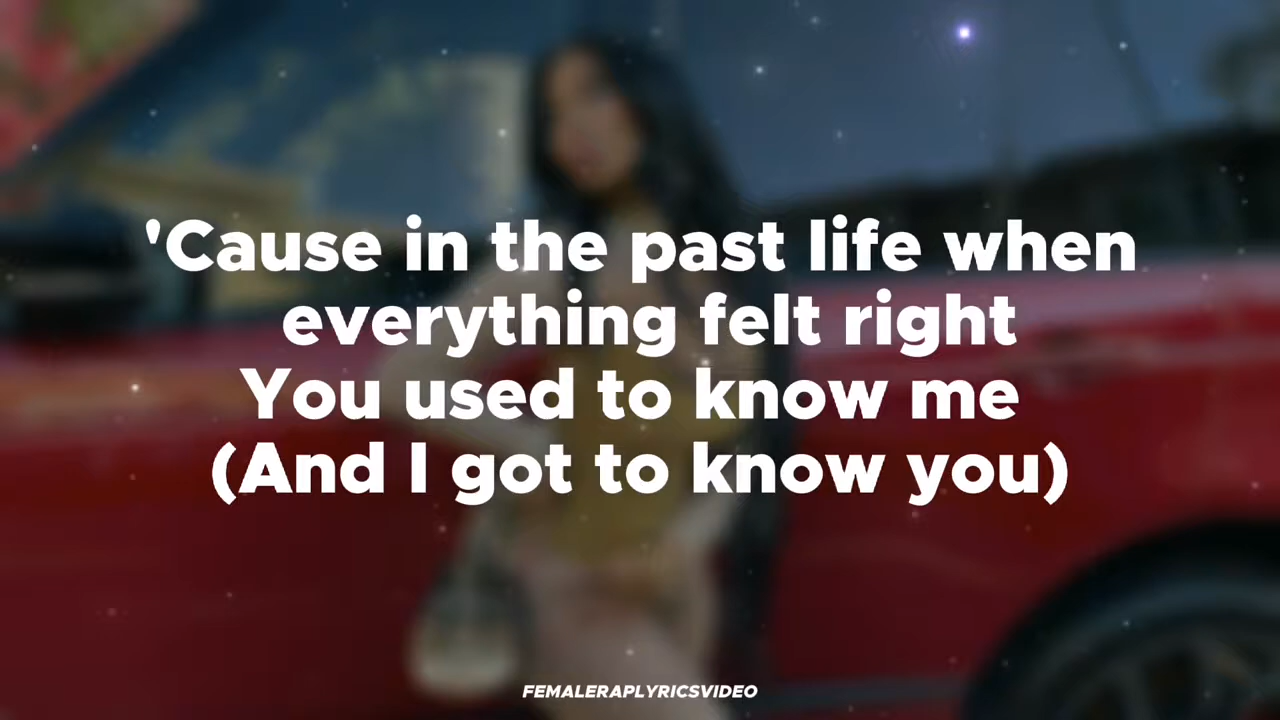 'Cause in the past life when
everything felt right
You used to know me
(And I got to know you)
FEMALERAPLYRICSVIDEO